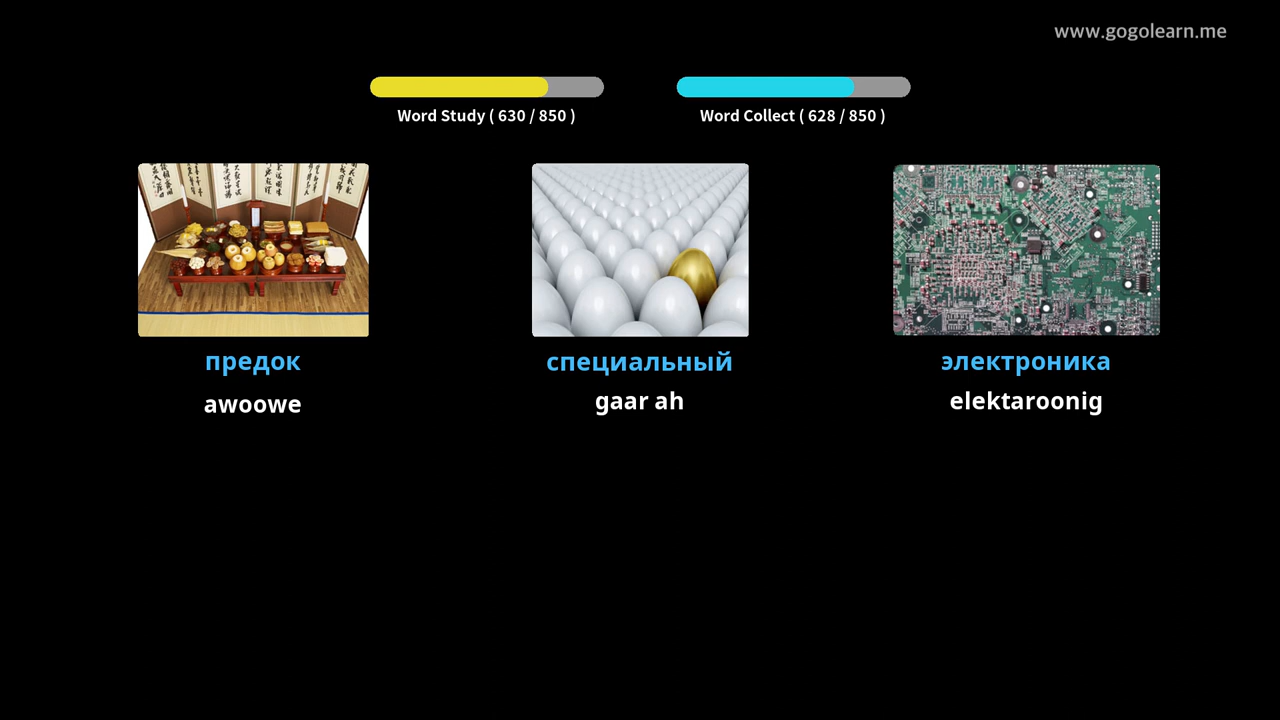 www.gogolearn.me
Word Study ( 630 / 850 )
Word Collect ( 628 / 850 )
предок
специальный
электроника
awoowe
gaar ah
elektaroonig